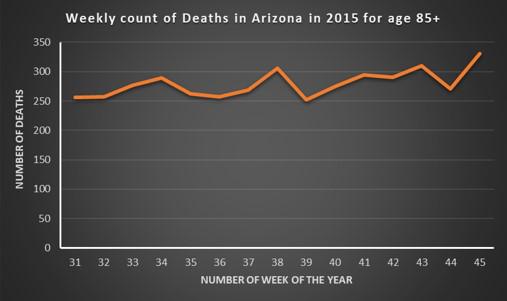 Weekly count of Deaths in Arizona in 2015 for age 85+
350
300
250
200
150
100
50
0
NUMBER OF DEATHS
31 32 33 34 35 36 37 38 39 40 41 42 43 44 45
NUMBER OF WEEK OF THE YEAR